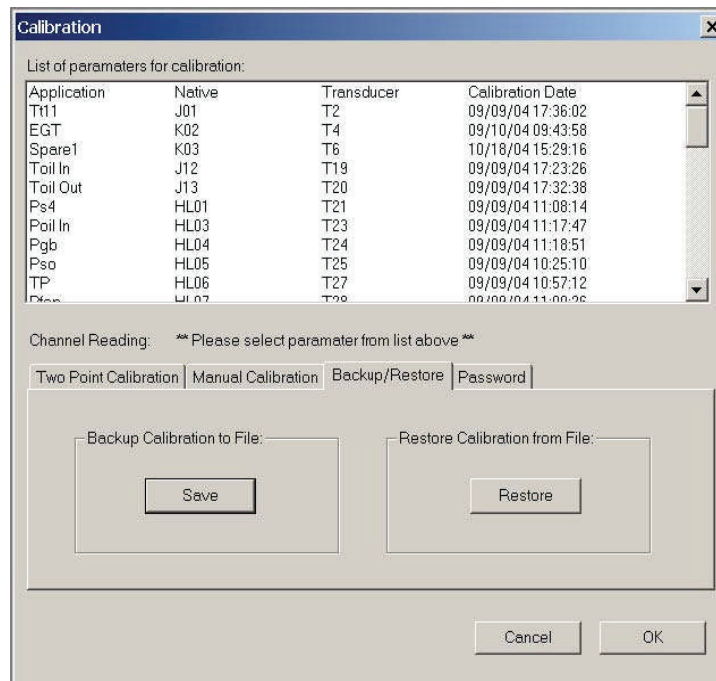 Calibration
List of paramaters for calibration:
Application Native Transducer Calibration Date
Tt11 J01 T2 09/09/04 17:36:02
EGT K02 T4 09/10/04 09:43:58
Spare1 K03 T6 10/18/04 15:29:16
Toil In J12 T19 09/09/04 17:23:26
Toil Out J13 T20 09/09/04 17:32:38
Ps4 HL01 T21 09/09/04 11:08:14
Poil In HL03 T23 09/09/04 11:17:47
Pgb HL04 T24 09/09/04 11:18:51
Pso HL05 T25 09/09/04 10:25:10
TP HL06 T27 09/09/04 10:57:12
HL07 T28
Channel Reading: ** Please select paramater from list above **
Two Point Calibration Manual Calibration Backup/Restore Password
Backup Calibration to File: Restore Calibration from File:
Save Restore
Cancel OK